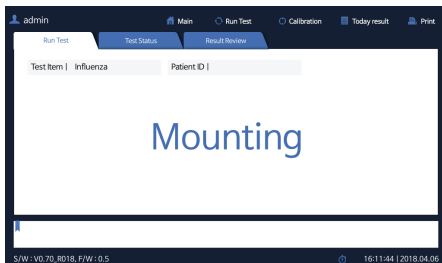 admin Main Run Test Calibration Today result Print
Run Test Test Status Result Review
Test Item | Influenza Patient ID |
Mounting
S/W : V0.70_R018, F/W : 0.5 16:11:44 | 2018.04.06